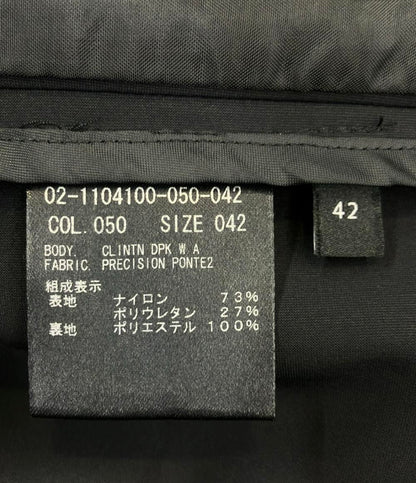 02-1104100-050-042
COL. 050 SIZE 042
BODY. CLINTN DPK W A
FABRIC. PRECISION PONTE2
組成表示
表地 ナイロン 73%
ポリウレタン 27%
裏地 ポリエステル 100%
42